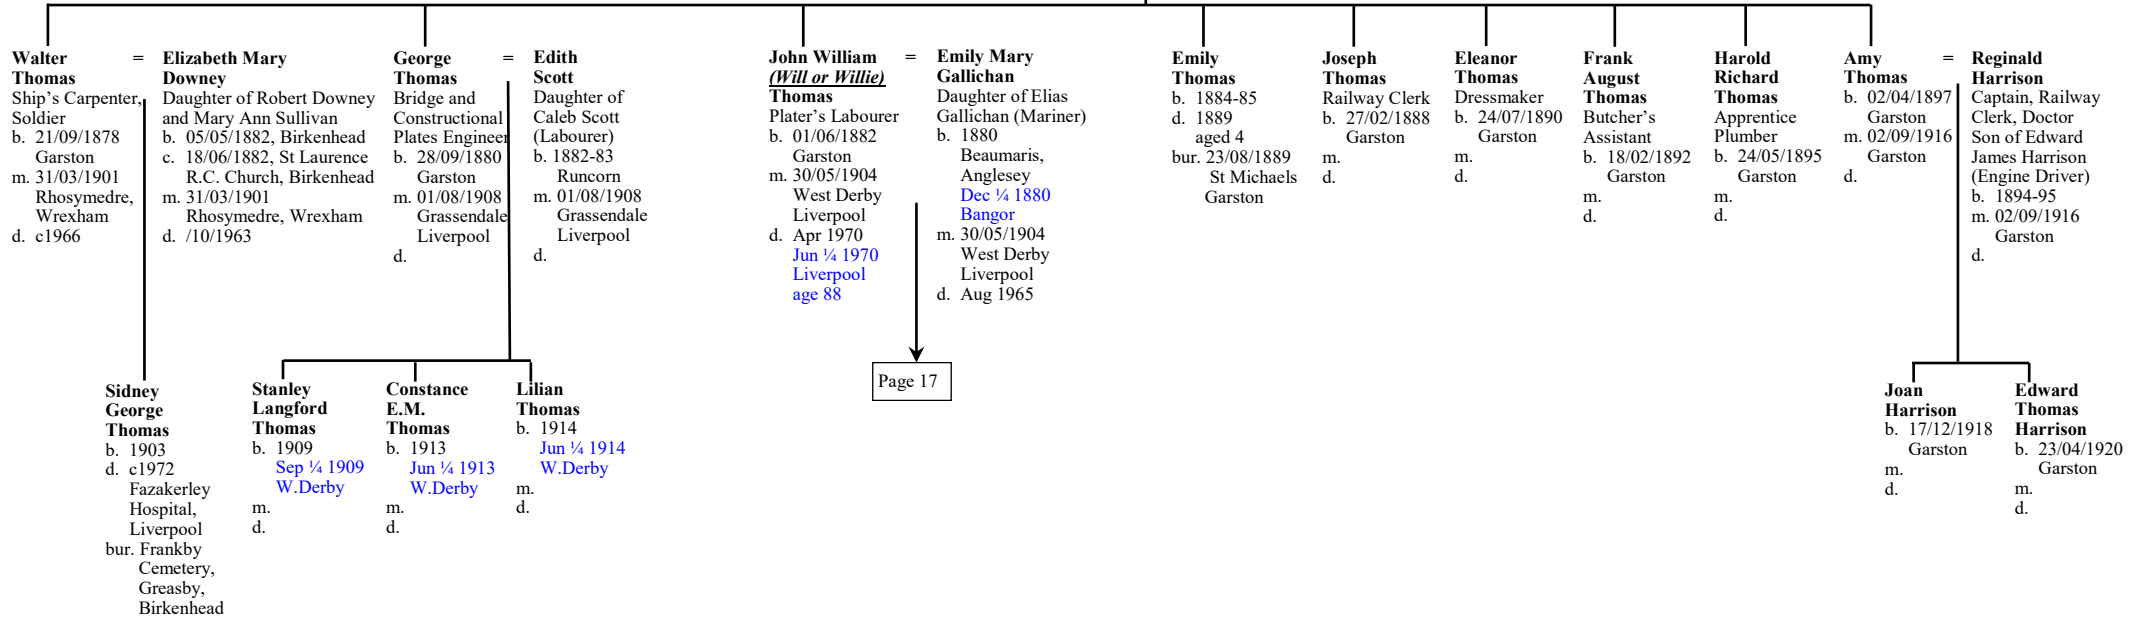 Walter
Thomas
Ship's Carpenter,
Soldier
b. 21/09/1878
Garston
m. 31/03/1901
Rhosymedre,
Wrexham
d. c1966
=
Elizabeth Mary
Downey
Daughter of Robert Downey
and Mary Ann Sullivan
b. 05/05/1882, Birkenhead
c. 18/06/1882, St Laurence
R.C. Church, Birkenhead
m. 31/03/1901
Rhosymedre, Wrexham
d. /10/1963
George
Thomas
Bridge and
Constructional
Plates Engineer
b. 28/09/1880
Garston
m. 01/08/1908
Grassendale
Liverpool
d.
=
Edith
Scott
Daughter of
Caleb Scott
(Labourer)
b. 1882-83
Runcorn
m. 01/08/1908
Grassendale
Liverpool
d.
John William
(Will or Willie)
Thomas
Plater's Labourer
b. 01/06/1882
Garston
m. 30/05/1904
West Derby
Liverpool
d. Apr 1970
Jun ¼ 1970
Liverpool
age 88
=
Emily Mary
Gallichan
Daughter of Elias
Gallichan (Mariner)
b. 1880
Beaumaris,
Anglesey
Dec ¼ 1880
Bangor
m. 30/05/1904
West Derby
Liverpool
d. Aug 1965
Emily
Thomas
b. 1884-85
d. 1889
aged 4
bur. 23/08/1889
St Michaels
Garston
Joseph
Thomas
Railway Clerk
b. 27/02/1888
Garston
m.
d.
Eleanor
Thomas
Dressmaker
b. 24/07/1890
Garston
m.
d.
Frank
August
Thomas
Butcher's
Assistant
b. 18/02/1892
Garston
m.
d.
Harold
Richard
Thomas
Apprentice
Plumber
b. 24/05/1895
Garston
m.
d.
Amy
Thomas
b. 02/04/1897
Garston
m. 02/09/1916
Garston
d.
=
Reginald
Harrison
Captain, Railway
Clerk, Doctor
Son of Edward
James Harrison
(Engine Driver)
b. 1894-95
m. 02/09/1916
Garston
d.
Sidney
George
Thomas
b. 1903
d. c1972
Fazakerley
Hospital,
Liverpool
bur. Frankby
Cemetery,
Greasby,
Birkenhead
Stanley
Langford
Thomas
b. 1909
Sep ¼ 1909
W.Derby
m.
d.
Constance
E.M.
Thomas
b. 1913
Jun ¼ 1913
W.Derby
m.
d.
Lilian
Thomas
b. 1914
Jun ¼ 1914
W.Derby
m.
d.
Page 17
Joan
Harrison
b. 17/12/1918
Garston
m.
d.
Edward
Thomas
Harrison
b. 23/04/1920
Garston
m.
d.